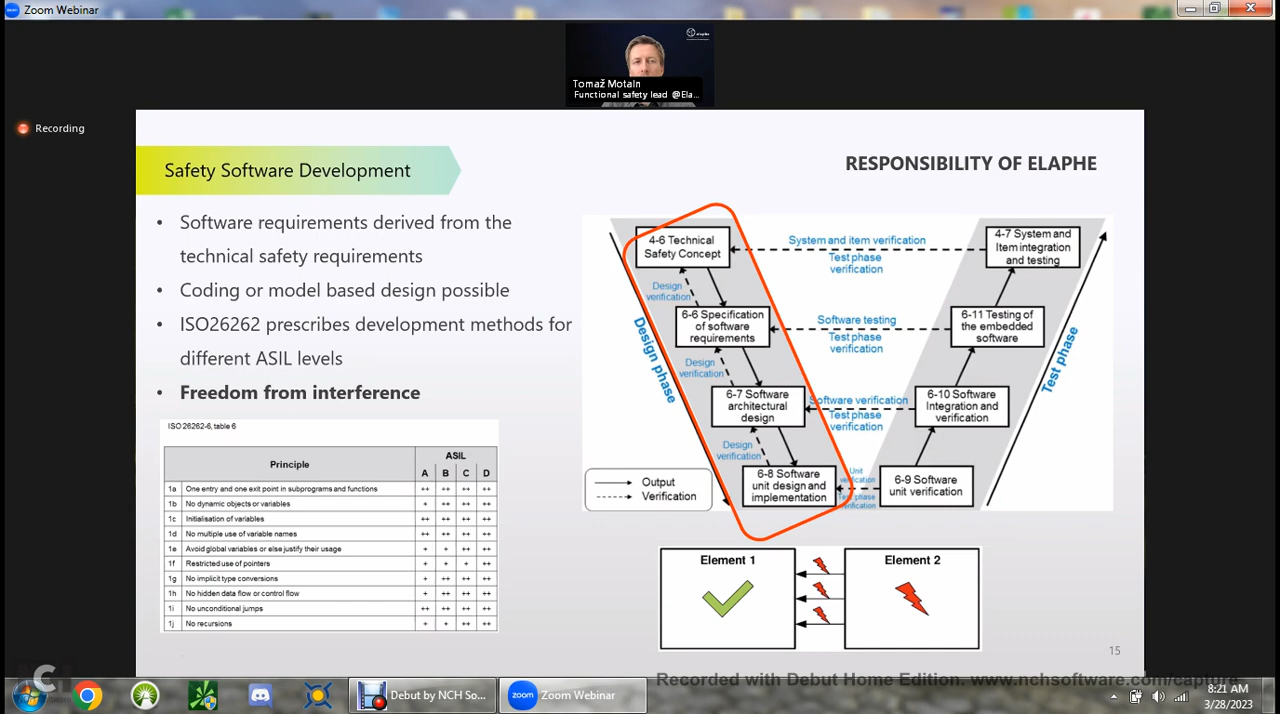 Zoom Webinar
elaphe
Tomaž Motaln
Functional safety lead @Ela...
Recording
Safety Software Development
RESPONSIBILITY OF ELAPHE
• Software requirements derived from the
technical safety requirements
• Coding or model based design possible
• ISO26262 prescribes development methods for
different ASIL levels
• Freedom from interference
ISO 26262-6, table 6
Principle
ASIL
A B C D
1a One entry and one exit point in subprograms and functions ++ ++ ++ ++
1b No dynamic objects or variables + ++ ++ ++
1c Initialisation of variables ++ ++ ++ ++
1d No multiple use of variable names ++ ++ ++ ++
1e Avoid global variables or else justify their usage + + ++ ++
1f Restricted use of pointers + + + ++
1g No implicit type conversions + ++ ++ ++
1h No hidden data flow or control flow + ++ ++ ++
1i No unconditional jumps ++ ++ ++ ++
1j No recursions + + ++ ++
4-6 Technical
Safety Concept
System and item verification
Test phase
verification
4-7 System and
Item integration
and testing
Design
verification
6-6 Specification
of software
requirements
Software testing
Test phase
verification
6-11 Testing of
the embedded
software
Design phase
Test phase
Design
verification
6-7 Software
architectural
design
Software verification
Test phase
verification
6-10 Software
Integration and
verification
Design
verification
6-8 Software
unit design and
implementation
Unit
verification
Test phase
verification
6-9 Software
unit verification
Output
Verification
Element 1
Element 2
15
Recorded with Debut Home Edition. www.nchsoftware.com/capture
Debut by NCH So...
zoom
Zoom Webinar
8:21 AM
3/28/2023